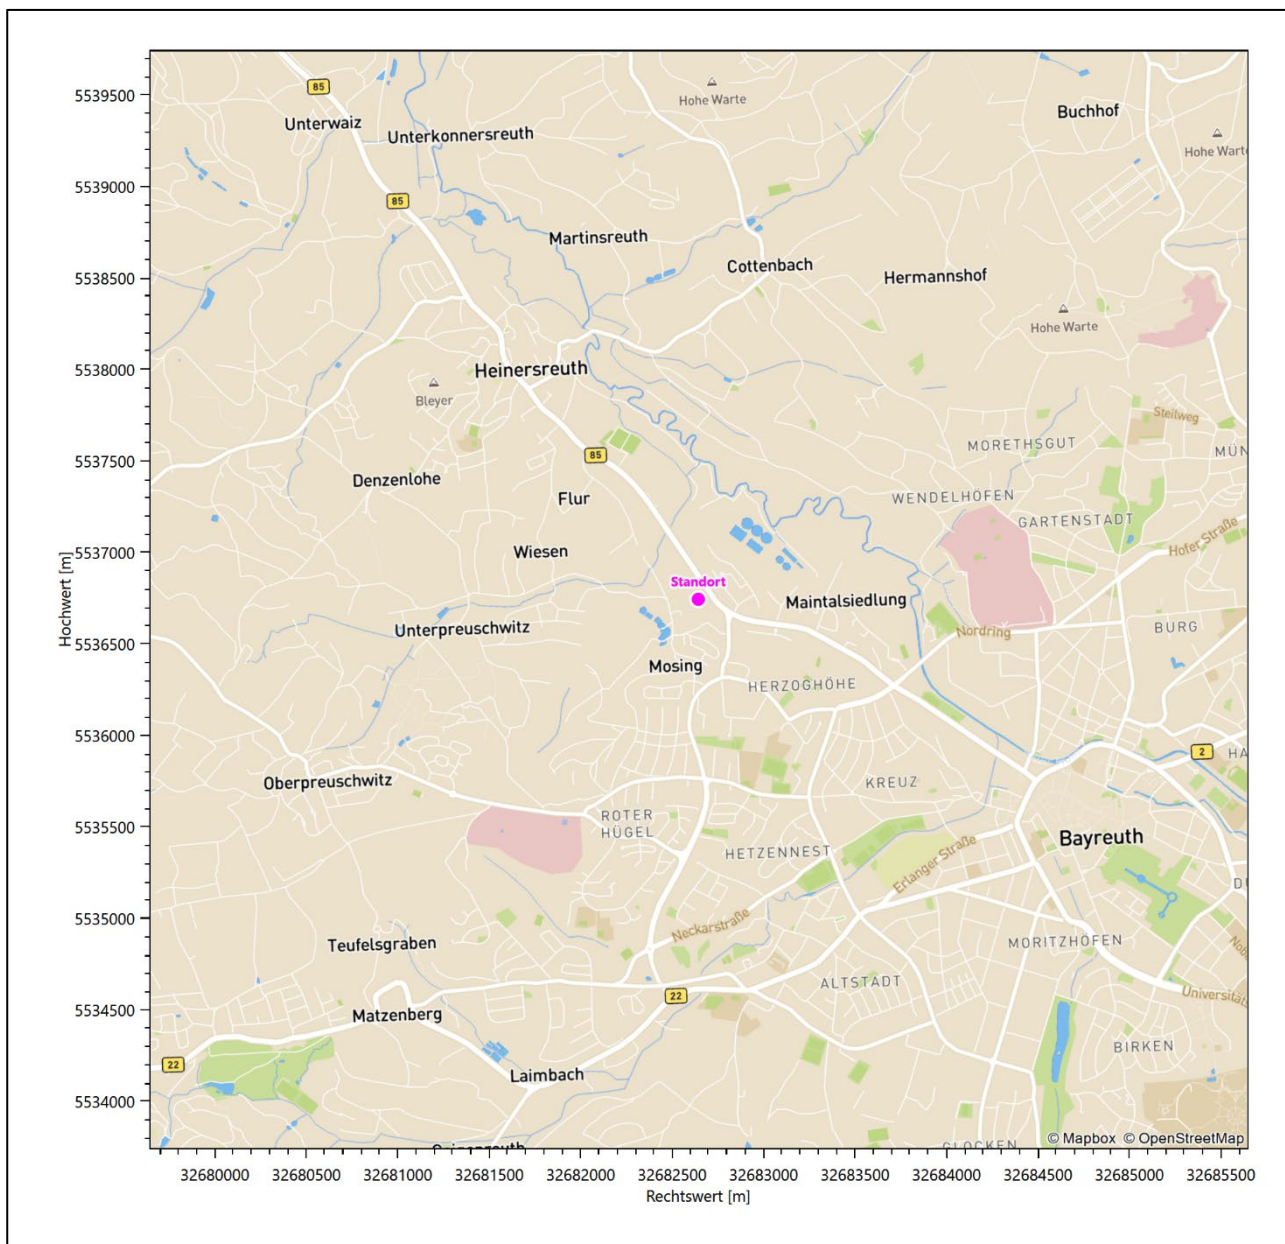 85
5539500
Hohe Warte
Buchhof
Unterwaiz
Unterkonnersreuth
Hohe Warte
5539000
85
Martinsreuth
Cottenbach
Hermannshof
5538500
Hohe Warte
5538000
Heinersreuth
Bleyer
Steilweg
MORETHSGUT
MÜN
5537500
85
Denzenlohe
Flur
WENDELHÖFEN
GARTENSTADT
Hofer Straße
5537000
Wiesen
Standort
Maintalsiedlung
Hochwert [m]
5536500
Unterpreuschwitz
Nordring
BURG
Mosing
HERZOGHÖHE
5536000
2
HA
Oberpreuschwitz
KREUZ
5535500
ROTER
HÜGEL
HETZENNEST
Erlanger Straße
Bayreuth
5535000
Neckarstraße
Teufelsgraben
MORITZHÖFEN
ALTSTADT
22
Universitäts
5534500
Matzenberg
BIRKEN
22
Laimbach
5534000
© Mapbox © OpenStreetMap
32680000 32680500 32681000 32681500 32682000 32682500 32683000 32683500 32684000 32684500 32685000 32685500
Rechtswert [m]